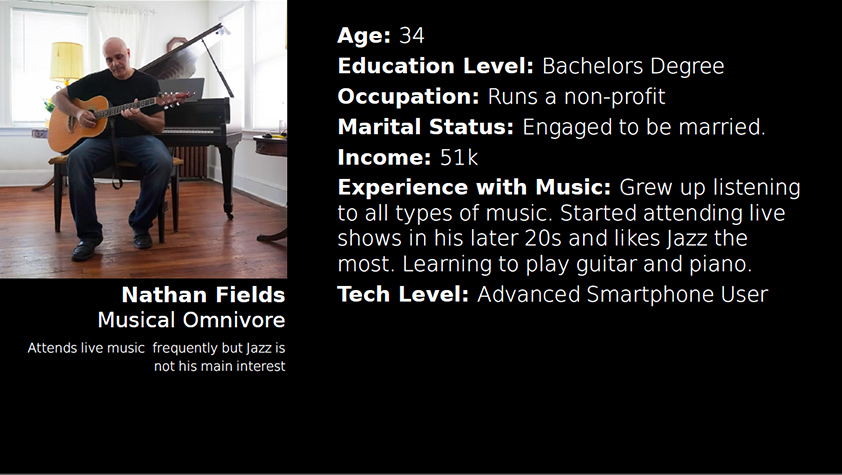 Age: 34
Education Level: Bachelors Degree
Occupation: Runs a non-profit
Marital Status: Engaged to be married.
Income: 51k
Experience with Music: Grew up listening
to all types of music. Started attending live
shows in his later 20s and likes Jazz the
most. Learning to play guitar and piano.
Tech Level: Advanced Smartphone User
Nathan Fields
Musical Omnivore
Attends live music  frequently but Jazz is
not his main interest